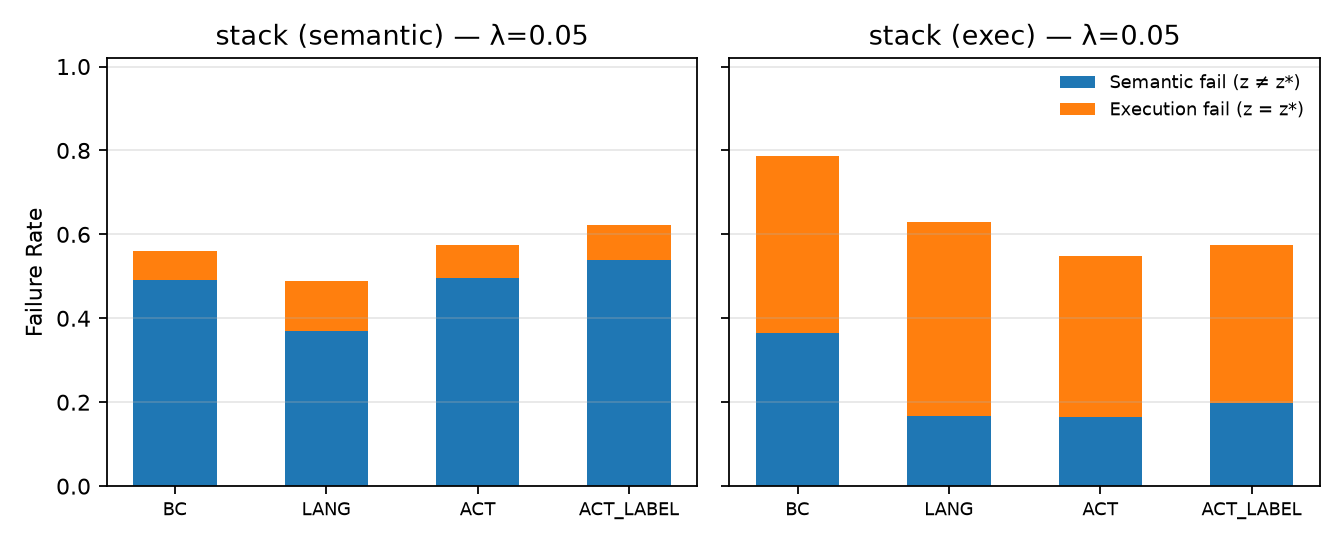 stack (semantic) — λ=0.05
stack (exec) — λ=0.05
Failure Rate
1.0
0.8
0.6
0.4
0.2
0.0
BC
LANG
ACT
ACT_LABEL
Semantic fail (z ≠ z*)
Execution fail (z = z*)
BC
LANG
ACT
ACT_LABEL